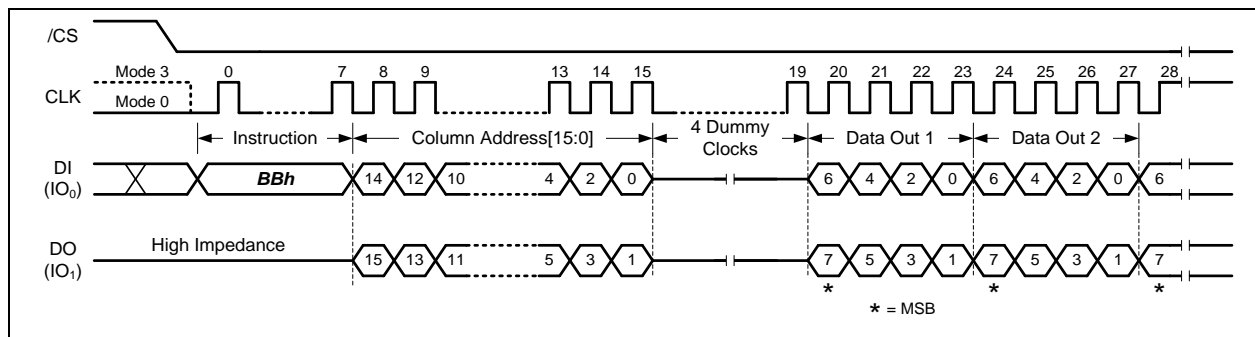 /CS
Mode 3 0 7 8 9 13 14 15 19 20 21 22 23 24 25 26 27 28
CLK
Mode 0
Instruction Column Address[15:0] 4 Dummy Clocks Data Out 1 Data Out 2
DI
(IO0) BBh 14 12 10 4 2 0 6 4 2 0 6 4 2 0 6
High Impedance
DO
(IO1) 15 13 11 5 3 1 7 5 3 1 7 5 3 1 7
* * *
* = MSB